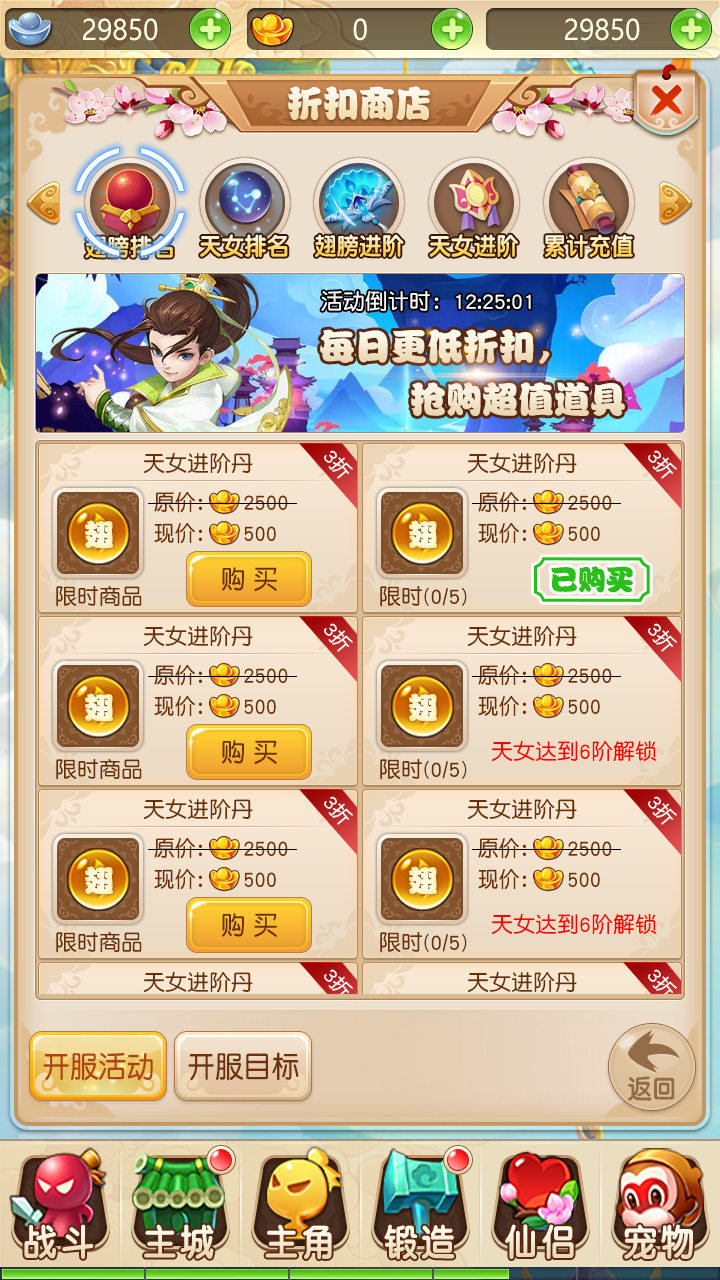 29850
0
29850
折扣商店
翅膀排名
天女排名
翅膀进阶
天女进阶
累计充值
活动倒计时：12:25:01
每日更低折扣，
抢购超值道具
天女进阶丹
3折
翅
原价:2500
现价:500
购买
限时商品
天女进阶丹
3折
翅
原价:2500
现价:500
已购买
限时(0/5)
天女进阶丹
3折
翅
原价:2500
现价:500
购买
限时商品
天女进阶丹
3折
翅
原价:2500
现价:500
天女达到6阶解锁
限时(0/5)
天女进阶丹
3折
翅
原价:2500
现价:500
购买
限时商品
天女进阶丹
3折
翅
原价:2500
现价:500
天女达到6阶解锁
限时(0/5)
天女进阶丹
3折
天女进阶丹
3折
开服活动
开服目标
返回
战斗
主城
主角
锻造
仙侣
宠物